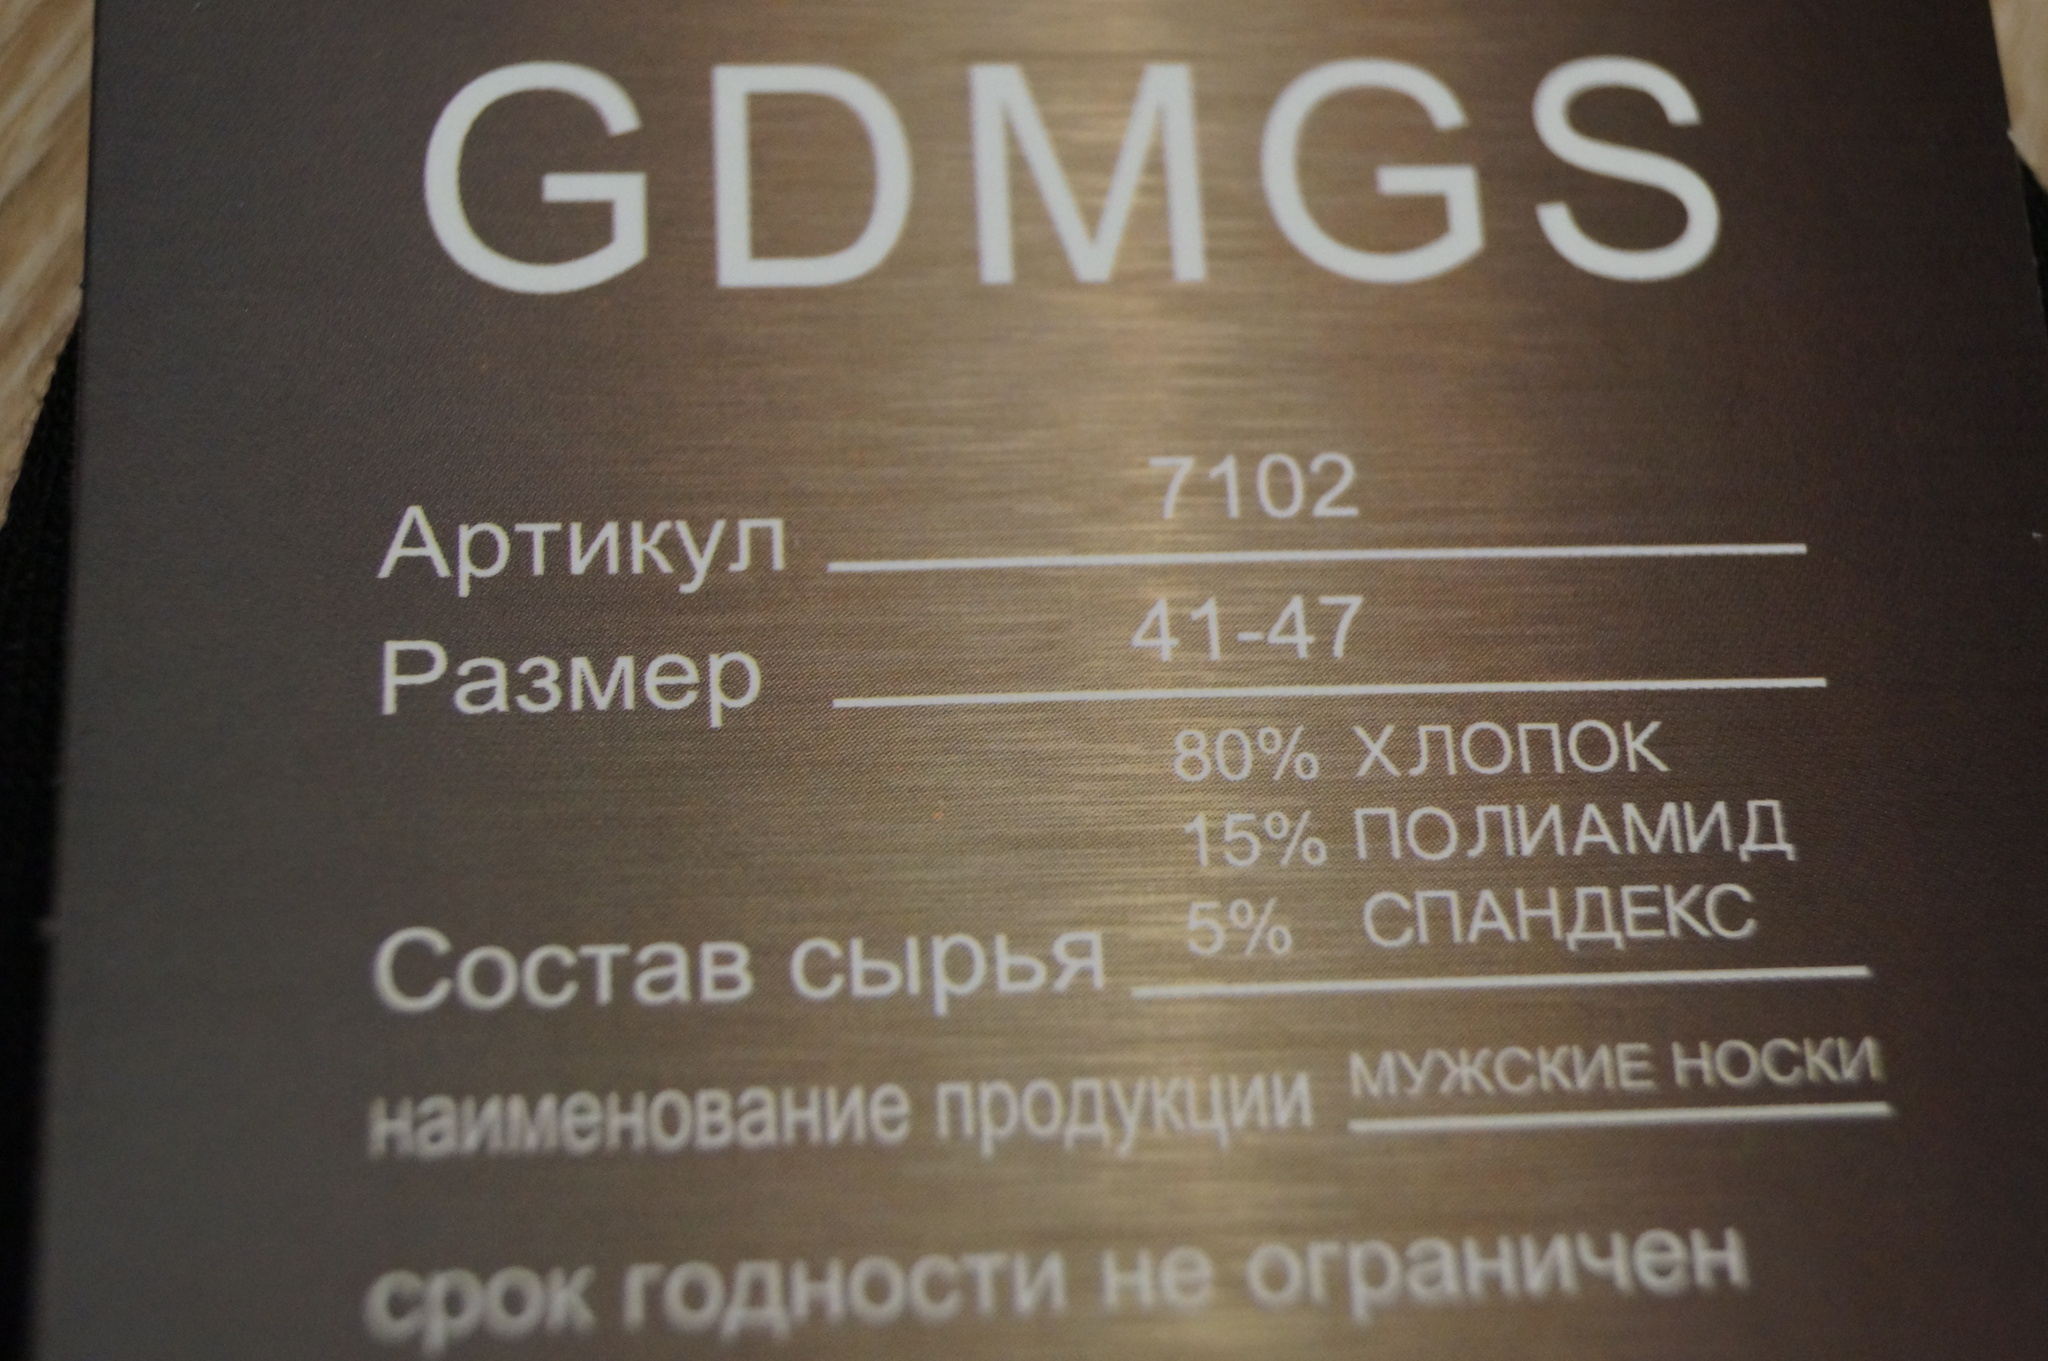 GDMGS
Артикул 7102
Размер 41-47
80% ХЛОПОК
15% ПОЛИАМИД
Состав сырья 5% СПАНДЕКС
наименование продукции МУЖСКИЕ НОСКИ
срок годности не ограничен